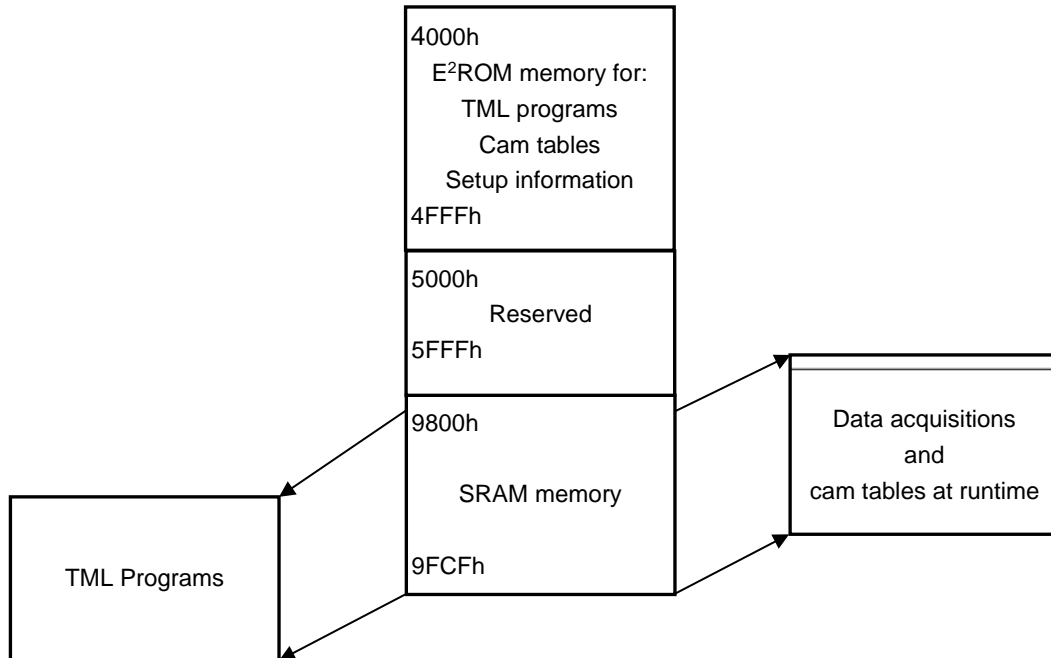 4000h
E²ROM memory for:
TML programs
Cam tables
Setup information
4FFFh
5000h
Reserved
5FFFh
9800h
SRAM memory
9FCFh
Data acquisitions
and
cam tables at runtime
TML Programs